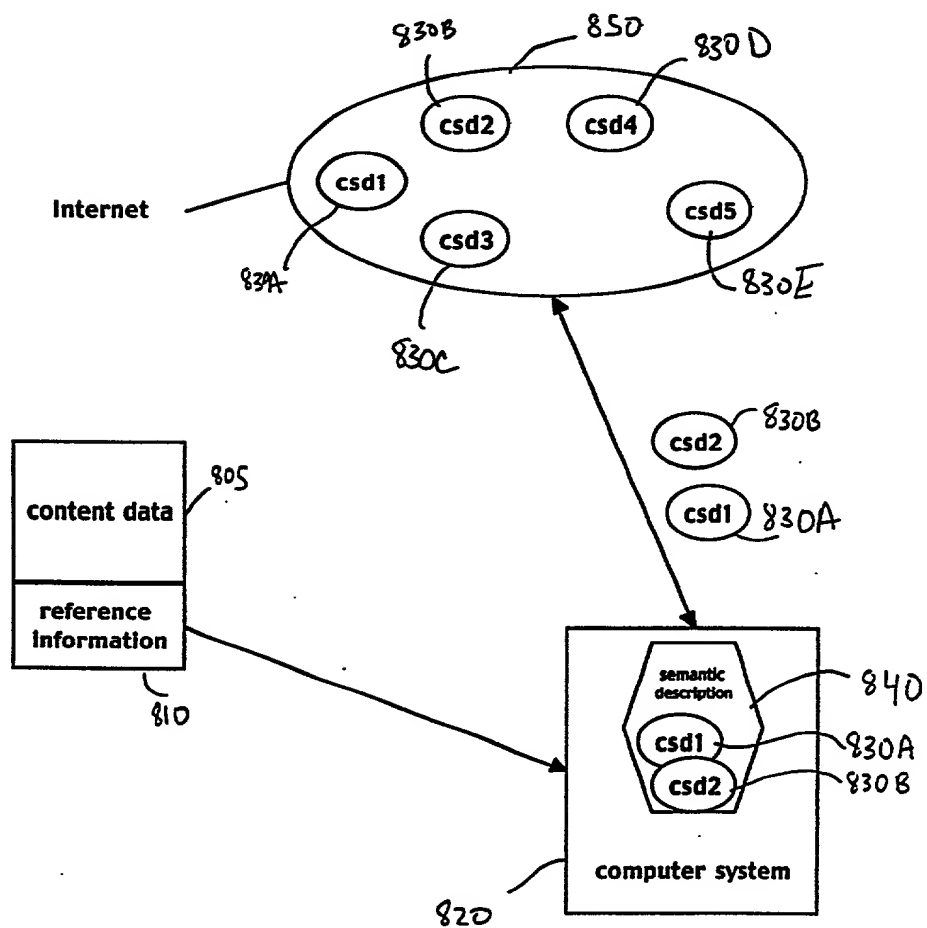 830B
850
830D
csd2
csd4
csd1
Internet
csd5
csd3
830A
830E
830C
csd2
830B
content data
805
csd1
830A
reference
information
810
semantic
description
840
csd1
830A
csd2
830B
computer system
820